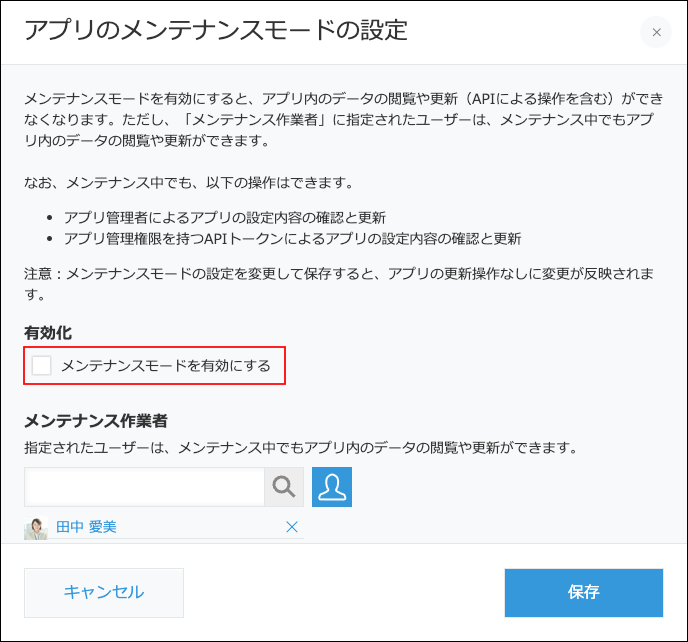 アプリのメンテナンスモードの設定
メンテナンスモードを有効にすると、アプリ内のデータの閲覧や更新（APIによる操作を含む）ができ
なくなります。ただし、「メンテナンス作業者」に指定されたユーザーは、メンテナンス中でもアプ
リ内のデータの閲覧や更新ができます。
なお、メンテナンス中でも、以下の操作はできます。
• アプリ管理者によるアプリの設定内容の確認と更新
• アプリ管理権限を持つAPIトークンによるアプリの設定内容の確認と更新
注意：メンテナンスモードの設定を変更して保存すると、アプリの更新操作なしに変更が反映されま
す。
有効化
メンテナンスモードを有効にする
メンテナンス作業者
指定されたユーザーは、メンテナンス中でもアプリ内のデータの閲覧や更新ができます。
田中 愛美
キャンセル
保存